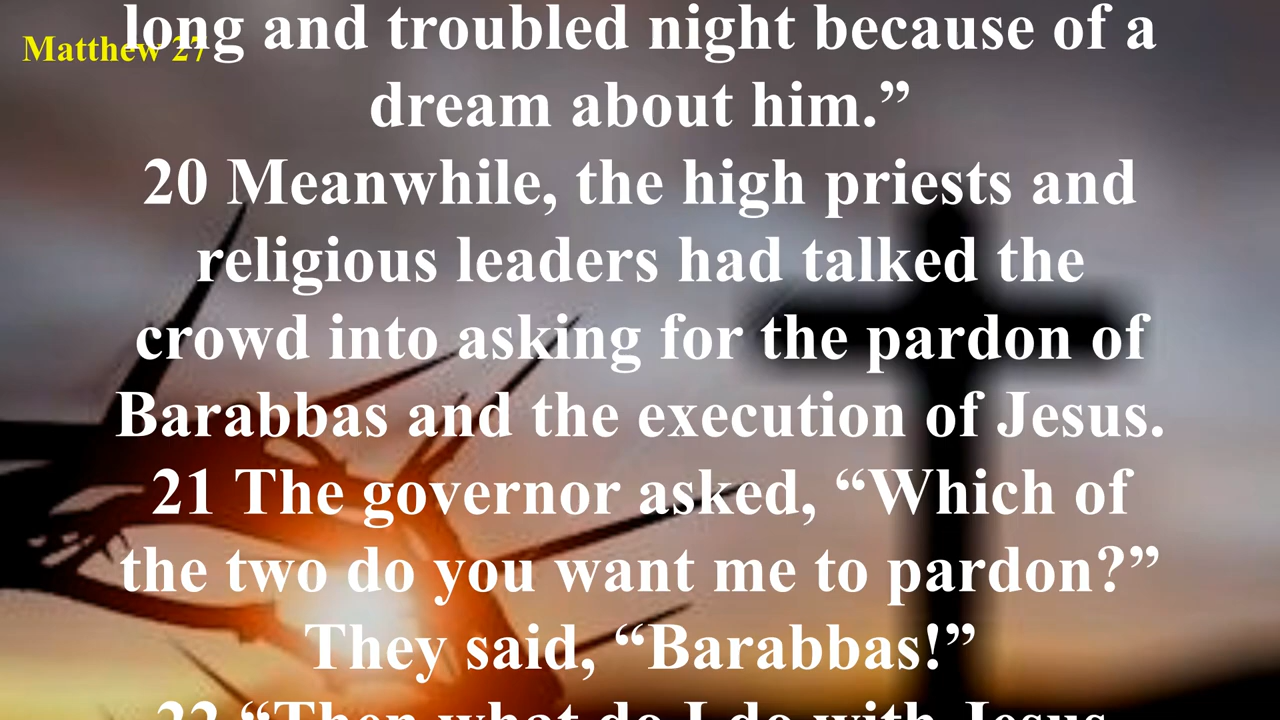 Matthew 27
long and troubled night because of a
dream about him.”
20 Meanwhile, the high priests and
religious leaders had talked the
crowd into asking for the pardon of
Barabbas and the execution of Jesus.
21 The governor asked, “Which of
the two do you want me to pardon?”
They said, “Barabbas!”
22 “Then what do I do with Jesus